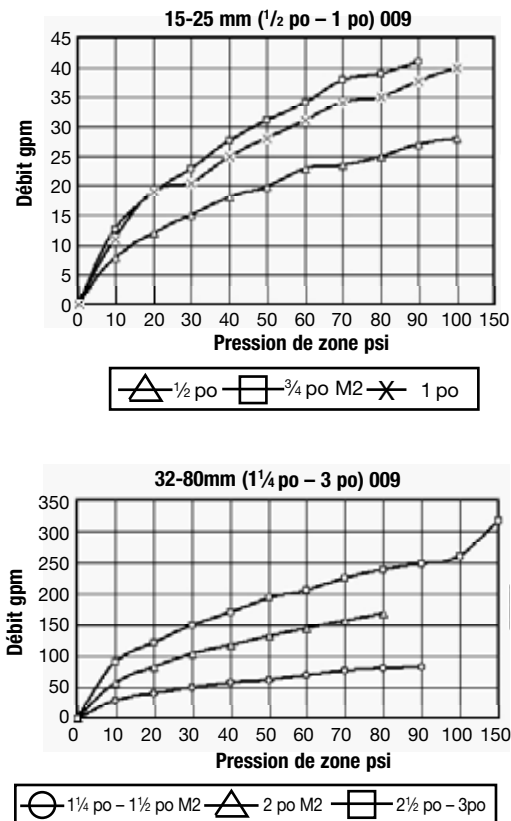 15-25 mm (½ po – 1 po) 009
45
40
35
30
25
20
15
10
5
0
Débit gpm
0 10 20 30 40 50 60 70 80 90 100 150
Pression de zone psi
½ po ¾ po M2 1 po
32-80mm (1¼ po – 3 po) 009
350
300
250
200
150
100
50
0
Débit gpm
0 10 20 30 40 50 60 70 80 90 100 150
Pression de zone psi
1¼ po – 1½ po M2 2 po M2 2½ po – 3po